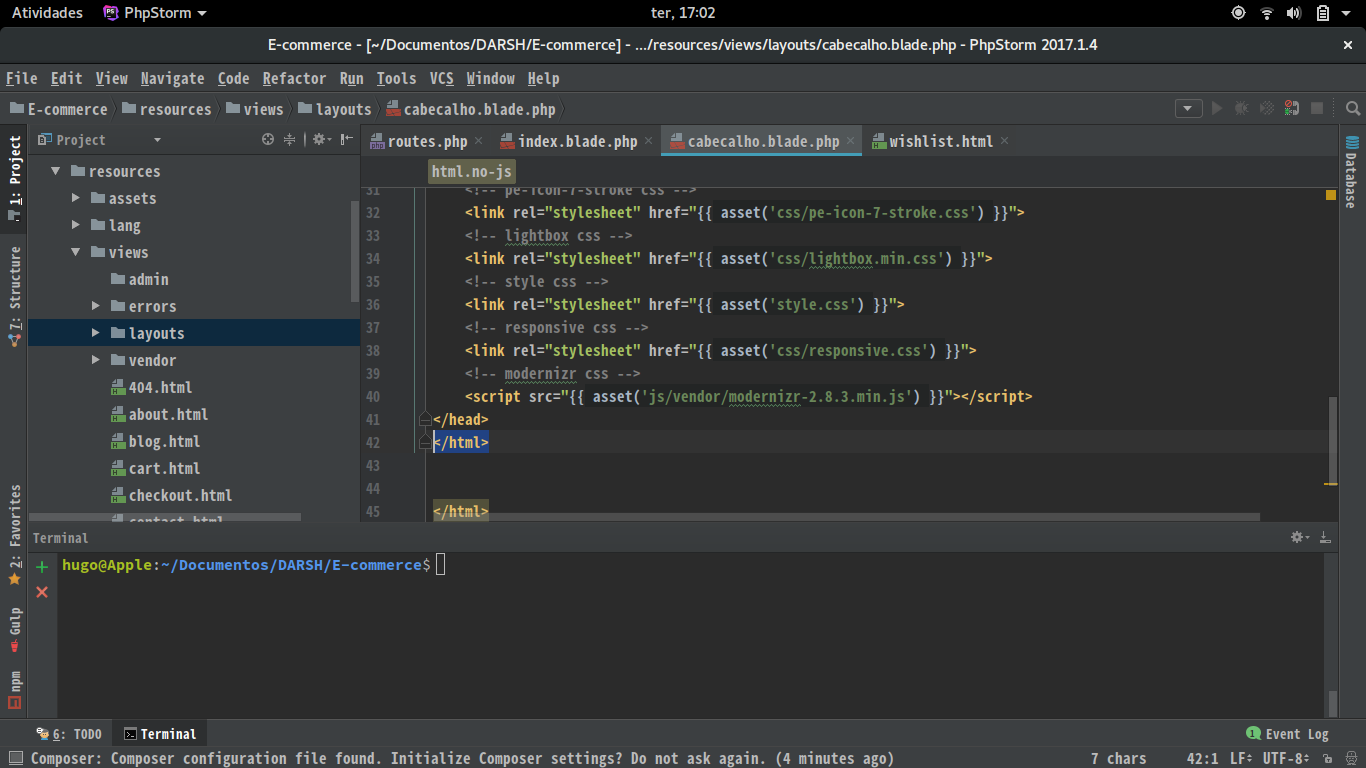 Atividades PhpStorm ter, 17:02
E-commerce - [~/Documentos/DARSH/E-commerce] - .../resources/views/layouts/cabecalho.blade.php - PhpStorm 2017.1.4
File Edit View Navigate Code Refactor Run Tools VCS Window Help
E-commerce resources views layouts cabecalho.blade.php
1: Project
7: Structure
2: Favorites
Gulp
npm
Project
resources
assets
lang
views
admin
errors
layouts
vendor
404.html
about.html
blog.html
cart.html
checkout.html
contact.html
routes.php index.blade.php cabecalho.blade.php wishlist.html
html.no-js
31 <!-- pe-icon-7-stroke css -->
32 <link rel="stylesheet" href="{{ asset('css/pe-icon-7-stroke.css') }}">
33 <!-- lightbox css -->
34 <link rel="stylesheet" href="{{ asset('css/lightbox.min.css') }}">
35 <!-- style css -->
36 <link rel="stylesheet" href="{{ asset('style.css') }}">
37 <!-- responsive css -->
38 <link rel="stylesheet" href="{{ asset('css/responsive.css') }}">
39 <!-- modernizr css -->
40 <script src="{{ asset('js/vendor/modernizr-2.8.3.min.js') }}"></script>
41 </head>
42 </html>
43
44
45 </html>
Database
Terminal
hugo@Apple:~/Documentos/DARSH/E-commerce$
6: TODO Terminal 1 Event Log
Composer: Composer configuration file found. Initialize Composer settings? Do not ask again. (4 minutes ago) 7 chars 42:1 LF UTF-8